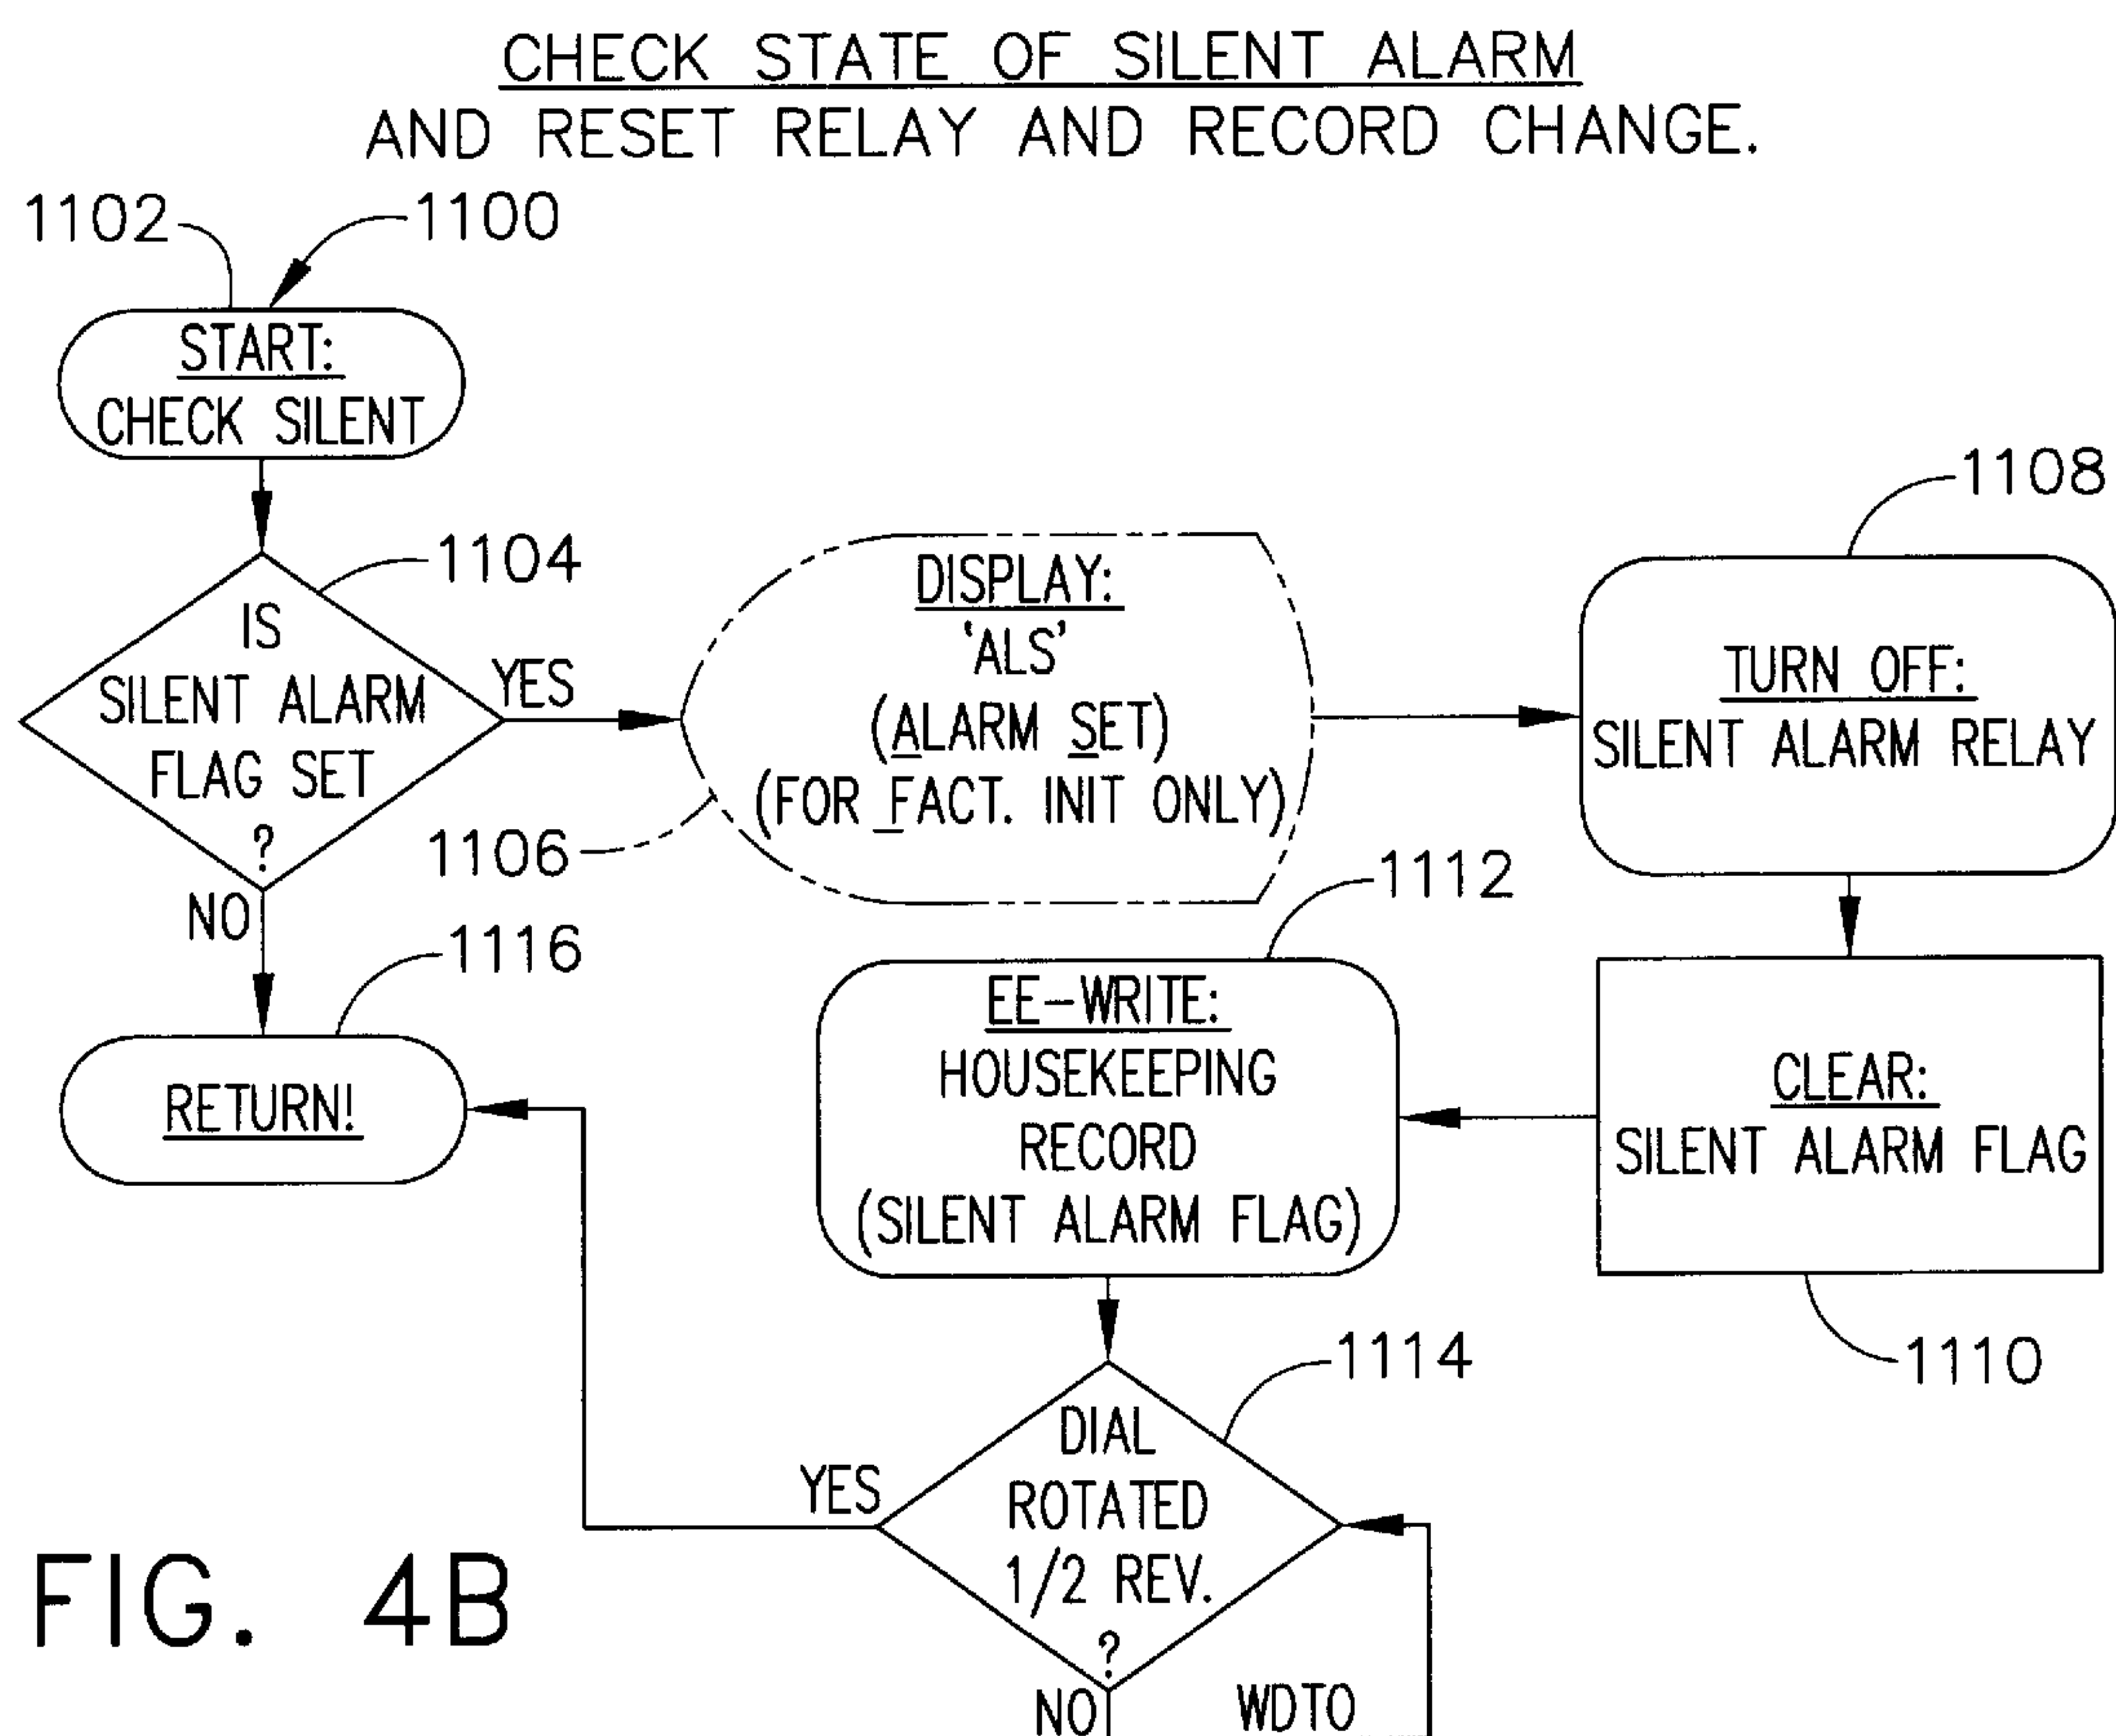 CHECK STATE OF SILENT ALARM
AND RESET RELAY AND RECORD CHANGE.
1102
1100
START:
CHECK SILENT
1104
IS
SILENT ALARM
FLAG SET
?
YES
NO
1106
DISPLAY:
'ALS'
(ALARM SET)
(FOR FACT. INIT ONLY)
1108
TURN OFF:
SILENT ALARM RELAY
CLEAR:
SILENT ALARM FLAG
1110
1112
EE-WRITE:
HOUSEKEEPING
RECORD
(SILENT ALARM FLAG)
1116
RETURN!
1114
DIAL
ROTATED
1/2 REV.
?
YES
NO
WDTO
FIG. 4B